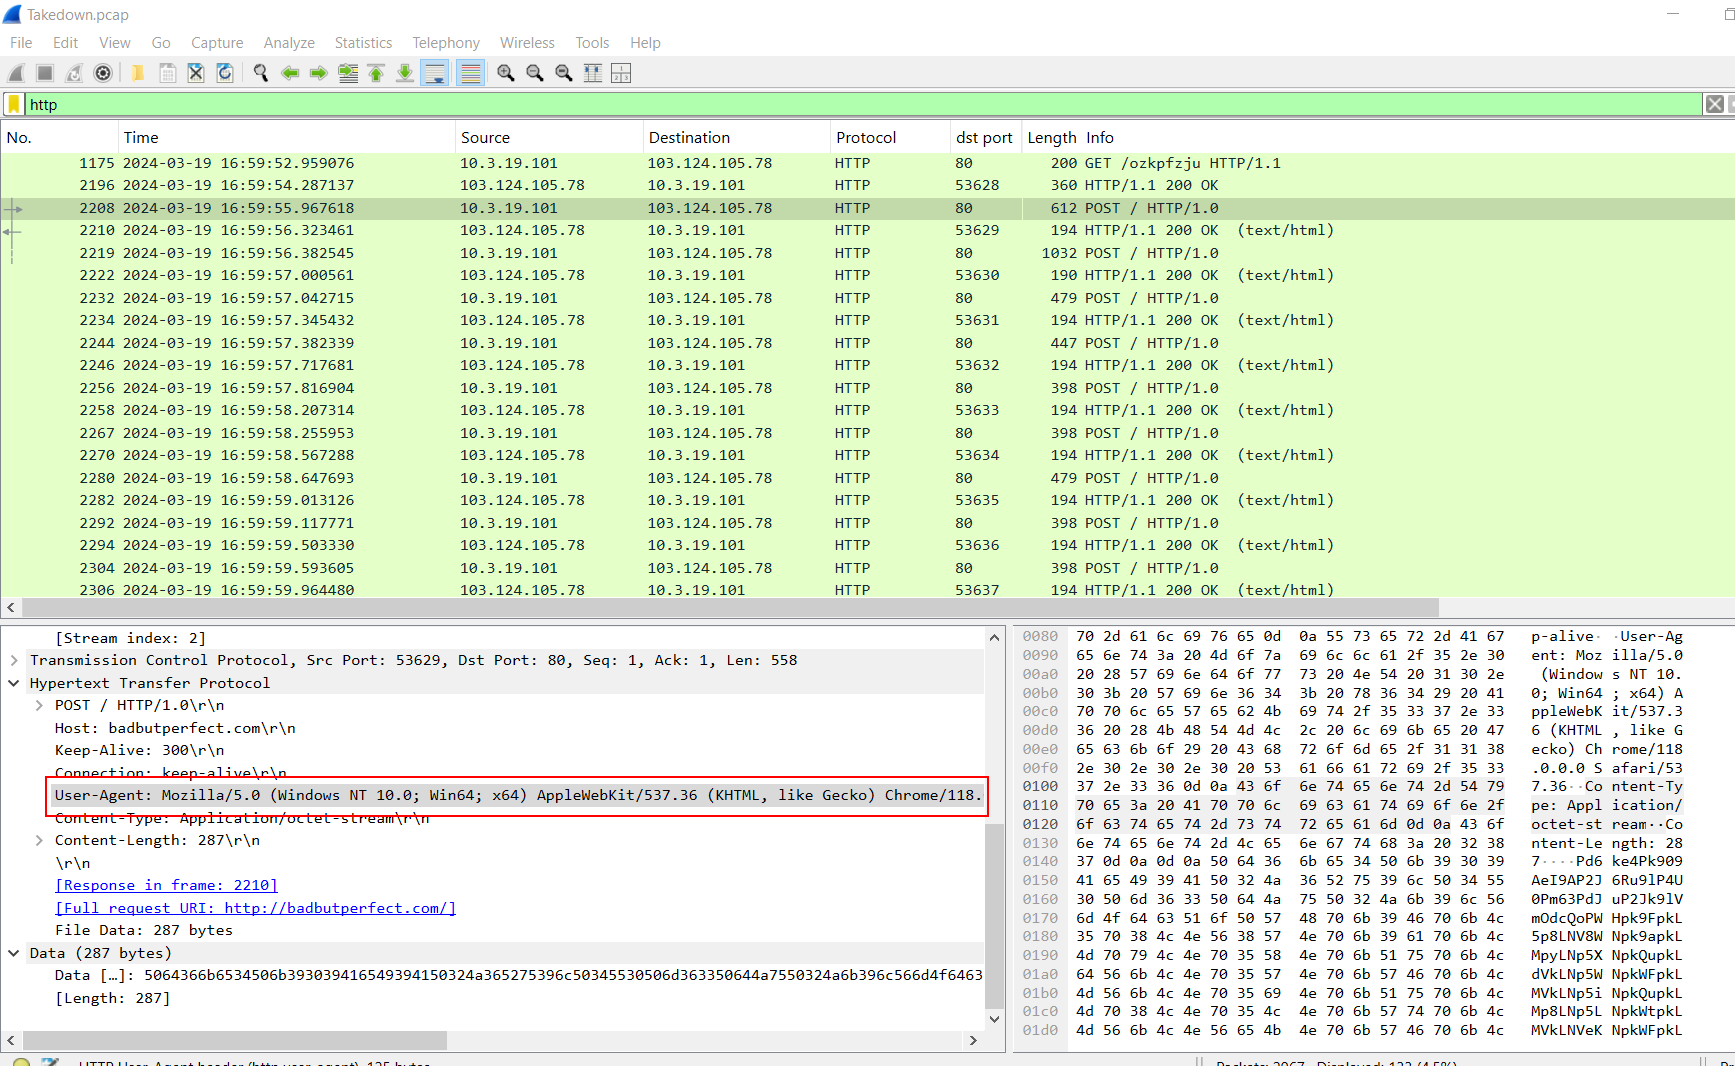 Takedown.pcap
File Edit View Go Capture Analyze Statistics Telephony Wireless Tools Help
http
No. Time Source Destination Protocol dst port Length Info
1175 2024-03-19 16:59:52.959076 10.3.19.101 103.124.105.78 HTTP 80 200 GET /ozkpfzju HTTP/1.1
2196 2024-03-19 16:59:54.287137 103.124.105.78 10.3.19.101 HTTP 53628 360 HTTP/1.1 200 OK
2208 2024-03-19 16:59:55.967618 10.3.19.101 103.124.105.78 HTTP 80 612 POST / HTTP/1.0
2210 2024-03-19 16:59:56.323461 103.124.105.78 10.3.19.101 HTTP 53629 194 HTTP/1.1 200 OK (text/html)
2219 2024-03-19 16:59:56.382545 10.3.19.101 103.124.105.78 HTTP 80 1032 POST / HTTP/1.0
2222 2024-03-19 16:59:57.000561 103.124.105.78 10.3.19.101 HTTP 53630 190 HTTP/1.1 200 OK (text/html)
2232 2024-03-19 16:59:57.042715 10.3.19.101 103.124.105.78 HTTP 80 479 POST / HTTP/1.0
2234 2024-03-19 16:59:57.345432 103.124.105.78 10.3.19.101 HTTP 53631 194 HTTP/1.1 200 OK (text/html)
2244 2024-03-19 16:59:57.382339 10.3.19.101 103.124.105.78 HTTP 80 447 POST / HTTP/1.0
2246 2024-03-19 16:59:57.717681 103.124.105.78 10.3.19.101 HTTP 53632 194 HTTP/1.1 200 OK (text/html)
2256 2024-03-19 16:59:57.816904 10.3.19.101 103.124.105.78 HTTP 80 398 POST / HTTP/1.0
2258 2024-03-19 16:59:58.207314 103.124.105.78 10.3.19.101 HTTP 53633 194 HTTP/1.1 200 OK (text/html)
2267 2024-03-19 16:59:58.255953 10.3.19.101 103.124.105.78 HTTP 80 398 POST / HTTP/1.0
2270 2024-03-19 16:59:58.567288 103.124.105.78 10.3.19.101 HTTP 53634 194 HTTP/1.1 200 OK (text/html)
2280 2024-03-19 16:59:58.647693 10.3.19.101 103.124.105.78 HTTP 80 479 POST / HTTP/1.0
2282 2024-03-19 16:59:59.013126 103.124.105.78 10.3.19.101 HTTP 53635 194 HTTP/1.1 200 OK (text/html)
2292 2024-03-19 16:59:59.117771 10.3.19.101 103.124.105.78 HTTP 80 398 POST / HTTP/1.0
2294 2024-03-19 16:59:59.503330 103.124.105.78 10.3.19.101 HTTP 53636 194 HTTP/1.1 200 OK (text/html)
2304 2024-03-19 16:59:59.593605 10.3.19.101 103.124.105.78 HTTP 80 398 POST / HTTP/1.0
2306 2024-03-19 16:59:59.964480 103.124.105.78 10.3.19.101 HTTP 53637 194 HTTP/1.1 200 OK (text/html)
[Stream index: 2]
Transmission Control Protocol, Src Port: 53629, Dst Port: 80, Seq: 1, Ack: 1, Len: 558
Hypertext Transfer Protocol
POST / HTTP/1.0\r\n
Host: badbutperfect.com\r\n
Keep-Alive: 300\r\n
Connection: keep-alive\r\n
User-Agent: Mozilla/5.0 (Windows NT 10.0; Win64; x64) AppleWebKit/537.36 (KHTML, like Gecko) Chrome/118.
Content-Type: Application/octet-stream\r\n
Content-Length: 287\r\n
\r\n
[Response in frame: 2210]
[Full request URI: http://badbutperfect.com/]
File Data: 287 bytes
Data (287 bytes)
Data […]: 5064366b6534506b393039416549394150324a365275396c50345530506d363350644a7550324a6b396c566d4f6463
[Length: 287]
0080 70 2d 61 6c 69 76 65 0d 0a 55 73 65 72 2d 41 67 p-alive· ·User-Ag
0090 65 6e 74 3a 20 4d 6f 7a 69 6c 6c 61 2f 35 2e 30 ent: Moz illa/5.0
00a0 20 28 57 69 6e 64 6f 77 73 20 4e 54 20 31 30 2e (Window s NT 10.
00b0 30 3b 20 57 69 6e 36 34 3b 20 78 36 34 29 20 41 0; Win64 ; x64) A
00c0 70 70 6c 65 57 65 62 4b 69 74 2f 35 33 37 2e 33 ppleWebK it/537.3
00d0 36 20 28 4b 48 54 4d 4c 2c 20 6c 69 6b 65 20 47 6 (KHTML , like G
00e0 65 63 6b 6f 29 20 43 68 72 6f 6d 65 2f 31 31 38 ecko) Ch rome/118
00f0 2e 30 2e 30 2e 30 20 53 61 66 61 72 69 2f 35 33 .0.0.0 S afari/53
0100 37 2e 33 36 0d 0a 43 6f 6e 74 65 6e 74 2d 54 79 7.36··Co ntent-Ty
0110 70 65 3a 20 41 70 70 6c 69 63 61 74 69 6f 6e 2f pe: Appl ication/
0120 6f 63 74 65 74 2d 73 74 72 65 61 6d 0d 0a 43 6f octet-st ream··Co
0130 6e 74 65 6e 74 2d 4c 65 6e 67 74 68 3a 20 32 38 ntent-Le ngth: 28
0140 37 0d 0a 0d 0a 50 64 36 6b 65 34 50 6b 39 30 39 7····Pd6 ke4Pk909
0150 41 65 49 39 41 50 32 4a 36 52 75 39 6c 50 34 55 AeI9AP2J 6Ru9lP4U
0160 30 50 6d 36 33 50 64 4a 75 50 32 4a 6b 39 6c 56 0Pm63PdJ uP2Jk9lV
0170 6d 4f 64 63 51 6f 50 57 48 70 6b 39 46 70 6b 4c mOdcQoPW Hpk9FpkL
0180 35 70 38 4c 4e 56 38 57 4e 70 6b 39 61 70 6b 4c 5p8LNV8W Npk9apkL
0190 4d 70 79 4c 4e 70 35 58 4e 70 6b 51 75 70 6b 4c MpyLNp5X NpkQupkL
01a0 64 56 6b 4c 4e 70 35 57 4e 70 6b 57 46 70 6b 4c dVkLNp5W NpkWFpkL
01b0 4d 56 6b 4c 4e 70 35 69 4e 70 6b 51 75 70 6b 4c MVkLNp5i NpkQupkL
01c0 4d 70 38 4c 4e 70 35 4c 4e 70 6b 57 74 70 6b 4c Mp8LNp5L NpkWtpkL
01d0 4d 56 6b 4c 4e 56 65 4b 4e 70 6b 57 46 70 6b 4c MVkLNVeK NpkWFpkL